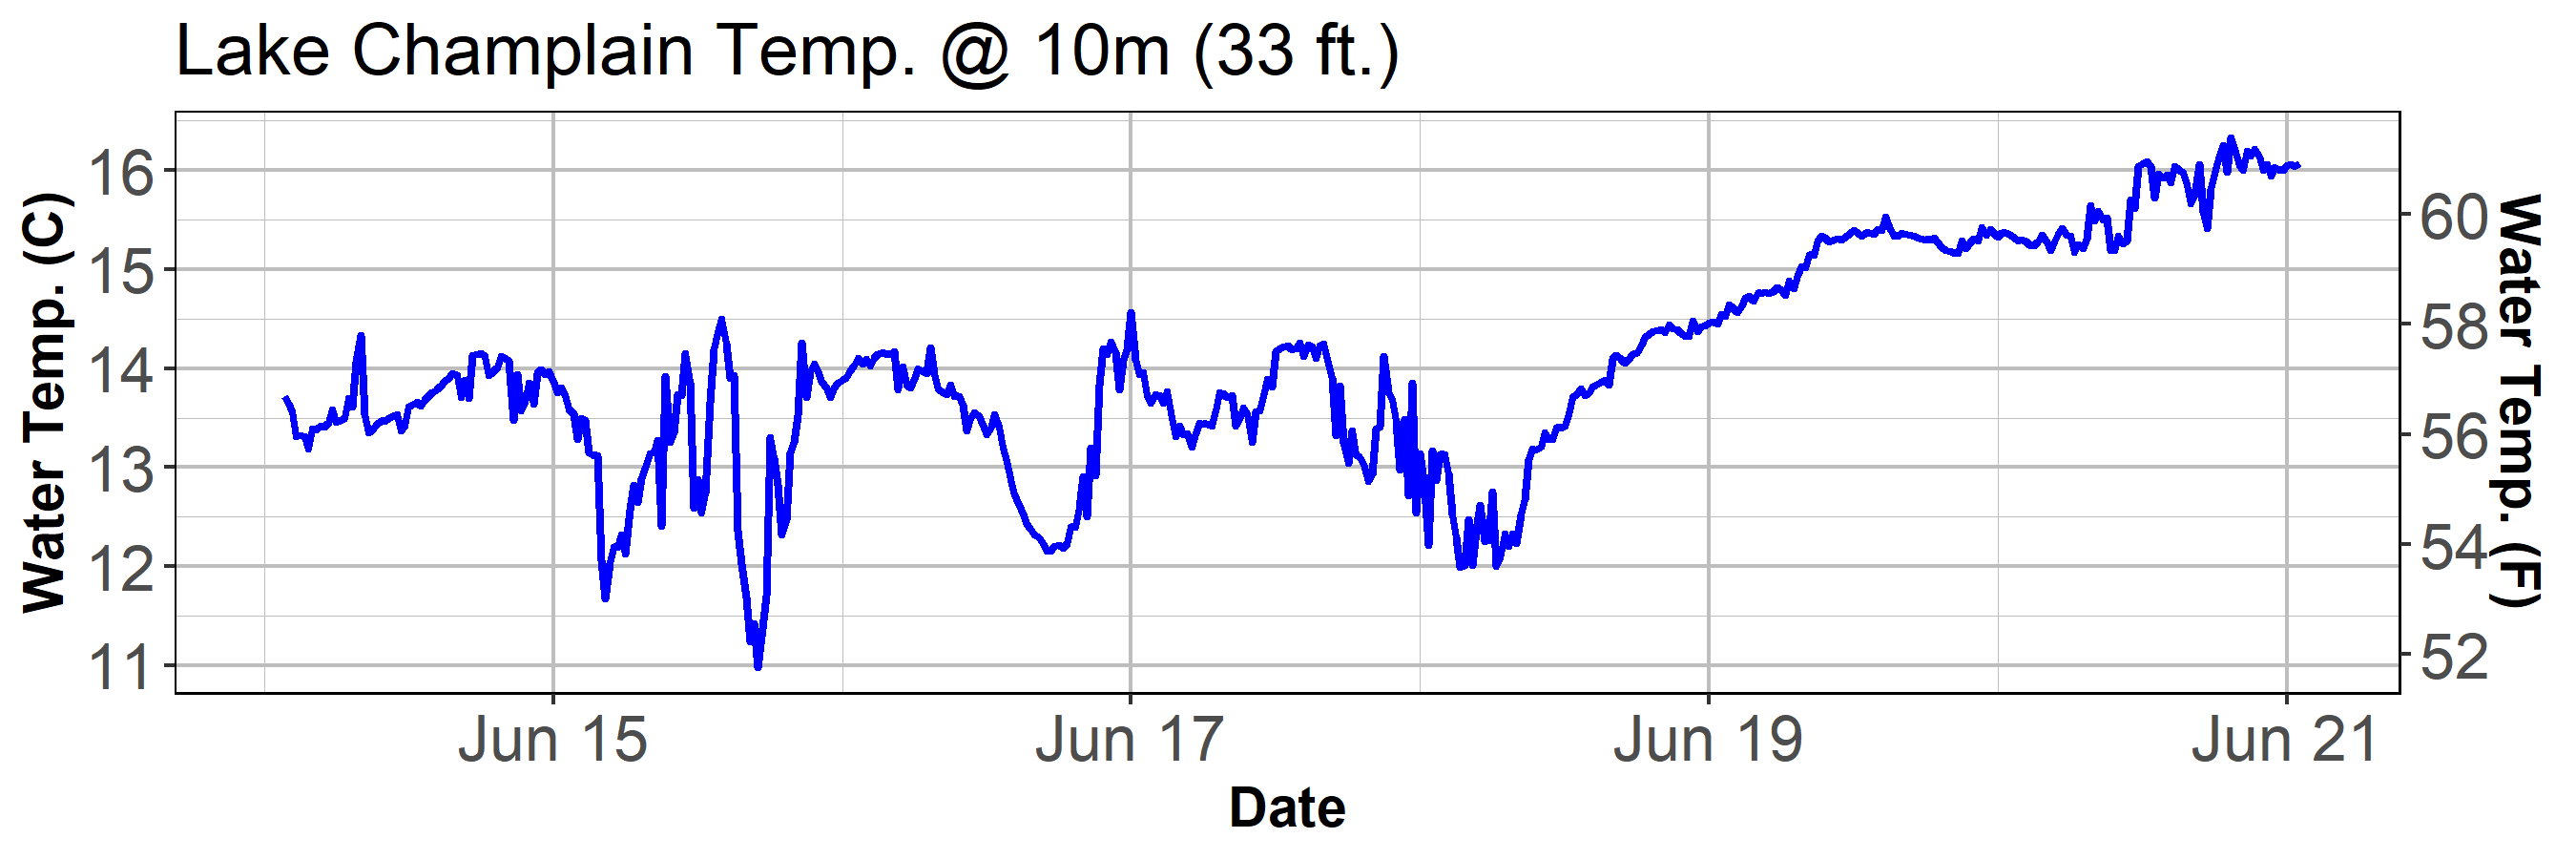 Lake Champlain Temp. @ 10m (33 ft.)
Water Temp. (C)
16
15
14
13
12
11
60
58
56
54
52
Water Temp. (F)
Jun 15 Jun 17 Jun 19 Jun 21
Date